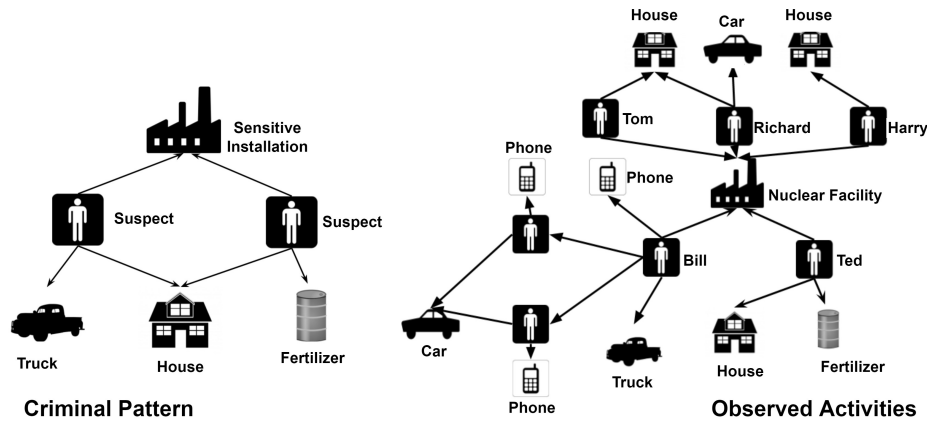 Sensitive
Installation
Suspect
Suspect
Truck
House
Fertilizer
Criminal Pattern
House
Car
House
Tom
Richard
Harry
Phone
Phone
Nuclear Facility
Bill
Ted
Car
Phone
Truck
House
Fertilizer
Observed Activities